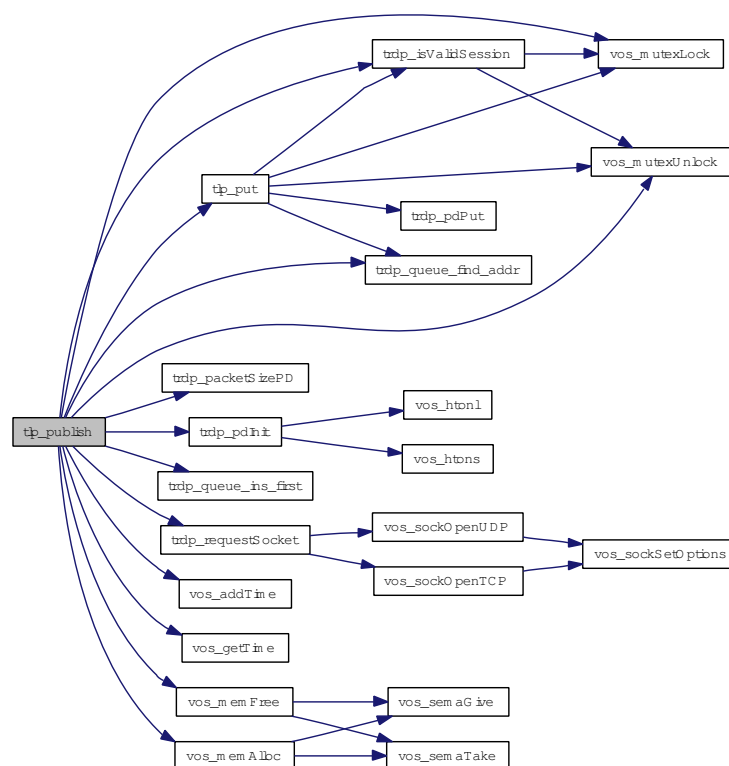 trdp_isValidSession
vos_mutexLock
vos_mutexUnlock
tlp_put
trdp_pdPut
trdp_queue_find_addr
trdp_packetSizePD
vos_htonl
tlp_publish
trdp_pdInit
vos_htons
trdp_queue_ins_first
trdp_requestSocket
vos_sockOpenUDP
vos_sockSetOptions
vos_sockOpenTCP
vos_addTime
vos_getTime
vos_memFree
vos_semaGive
vos_memAlloc
vos_semaTake